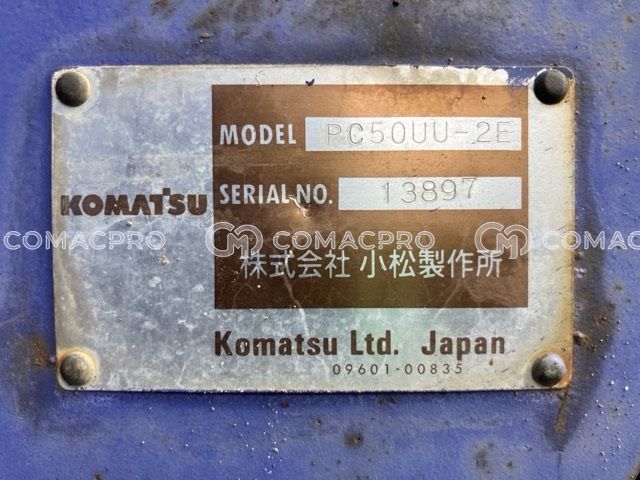 MODEL PC50UU-2E
KOMATSU
SERIAL NO. 13897
COMACPRO COMACPRO COMACPRO
株式会社 小松製作所
Komatsu Ltd. Japan
09601-00835